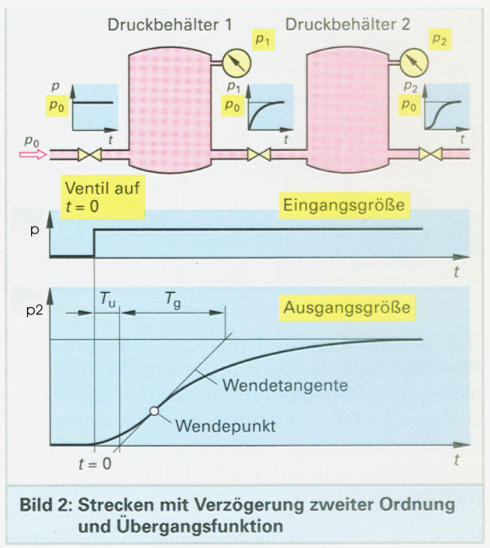 Druckbehälter 1
Druckbehälter 2
p1
p2
p
p0
t
p1
p0
t
p2
p0
t
p0
Ventil auf
t = 0
Eingangsgröße
p
t
Tu
Tg
Ausgangsgröße
p2
Wendetangente
Wendepunkt
t = 0
t
Bild 2: Strecken mit Verzögerung zweiter Ordnung
und Übergangsfunktion